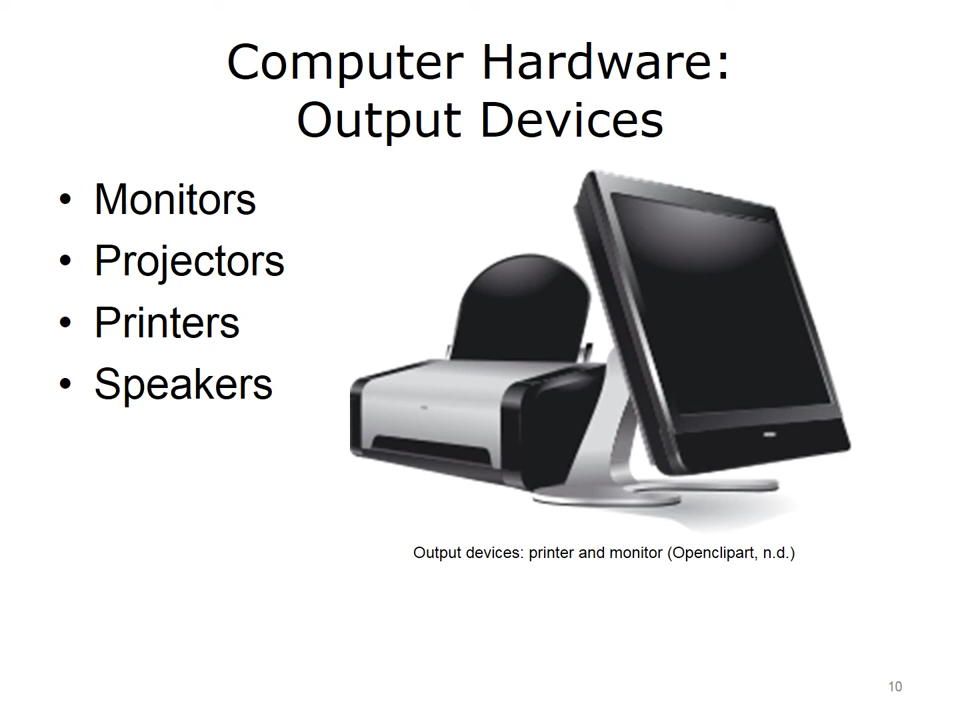 Computer Hardware:
Output Devices
• Monitors
• Projectors
• Printers
• Speakers
Output devices: printer and monitor (Openclipart, n.d.)
10